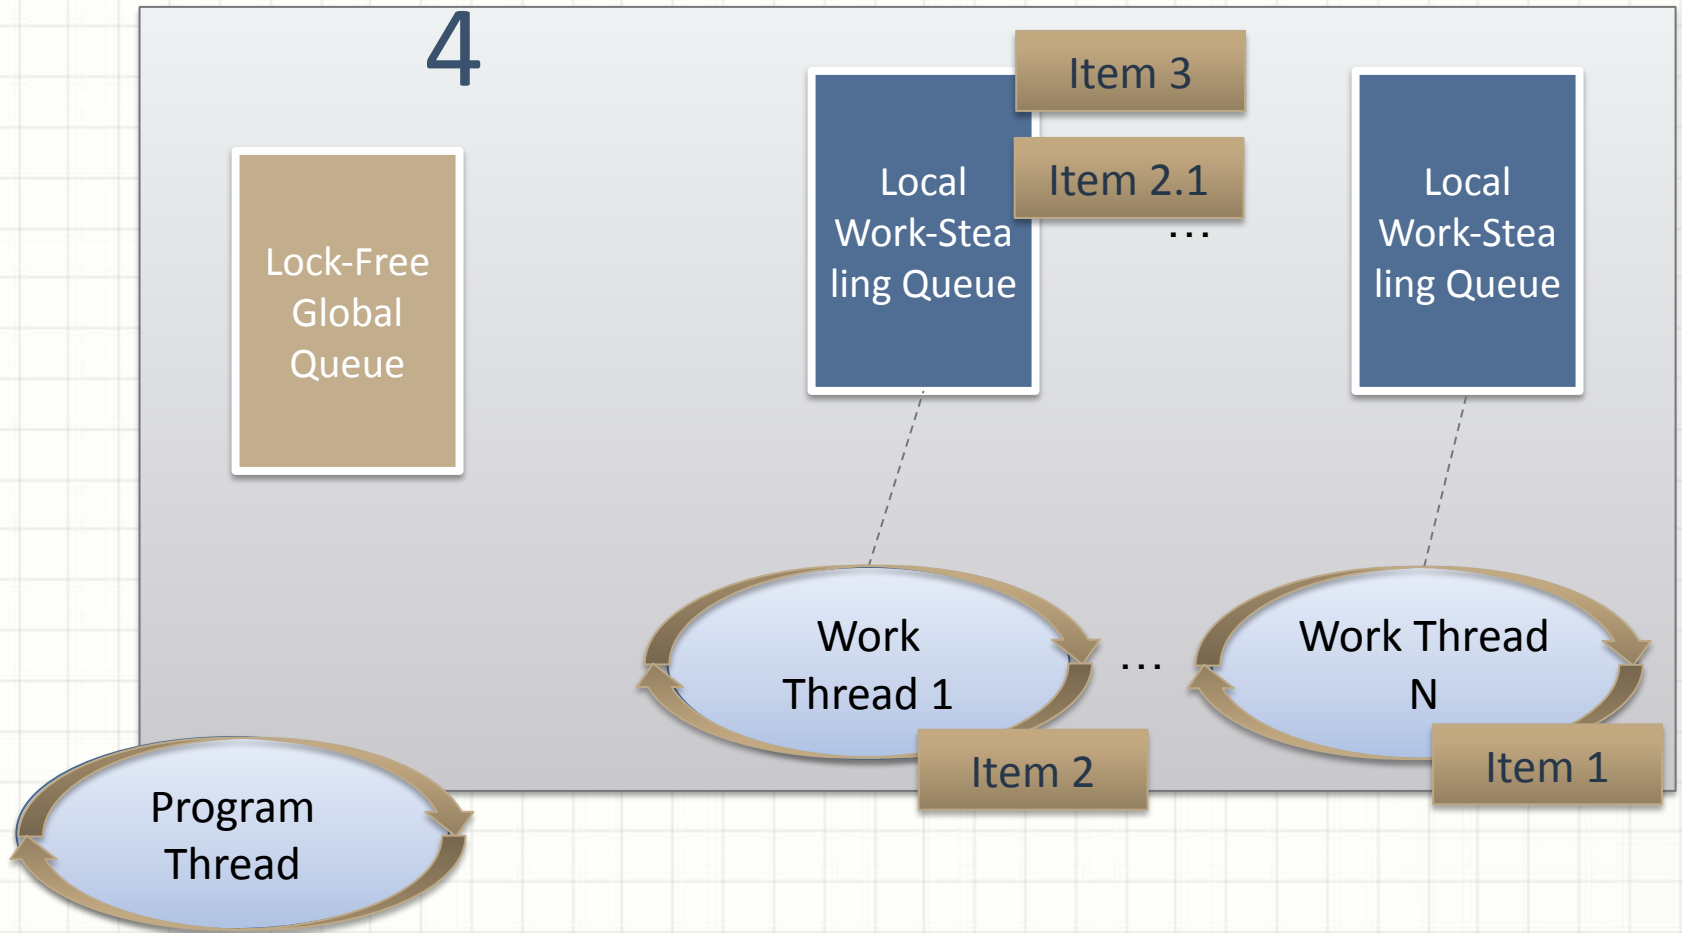 4
Item 3
Item 2.1
Local
Work-Stea
ling Queue
...
Local
Work-Stea
ling Queue
Lock-Free
Global
Queue
Work
Thread 1
...
Work Thread
N
Item 2
Item 1
Program
Thread